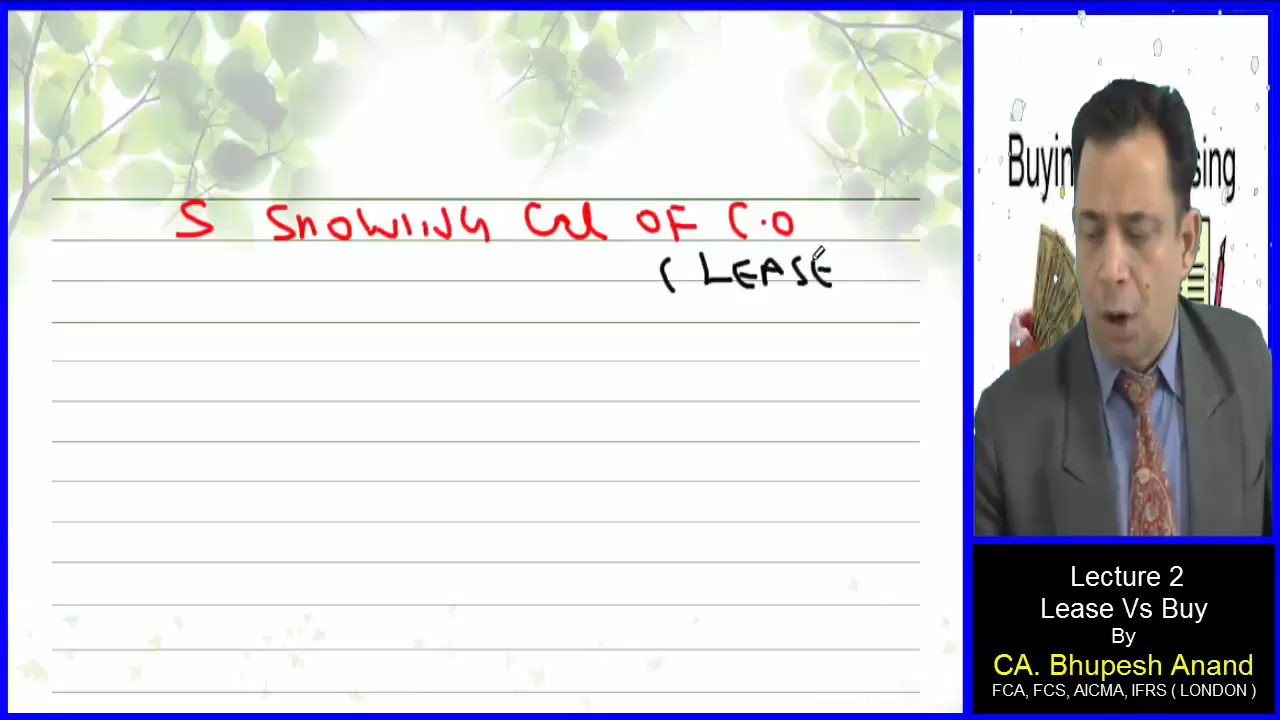 S SHOWING Cal OF C.O
( LEASE
Buyin sing
Lecture 2
Lease Vs Buy
By
CA. Bhupesh Anand
FCA, FCS, AICMA, IFRS ( LONDON )